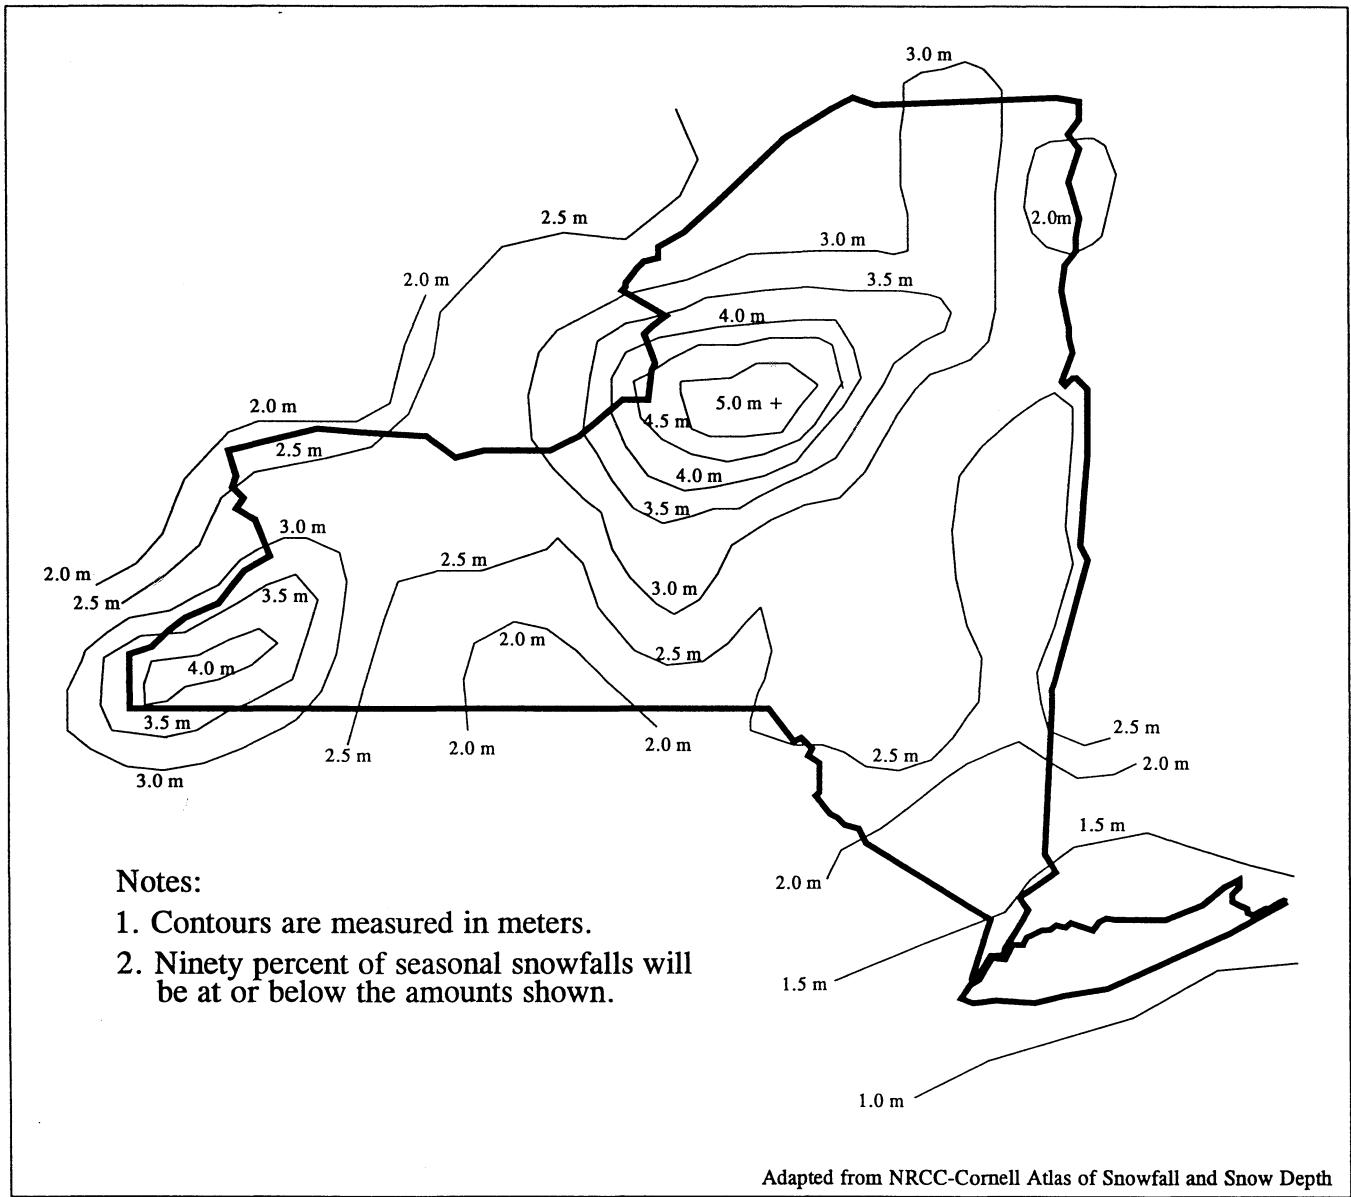 3.0 m
2.5 m
2.0m
3.0 m
2.0 m
3.5 m
4.0 m
2.0 m
5.0 m +
4.5 m
2.5 m
4.0 m
3.5 m
3.0 m
2.5 m
2.0 m
3.0 m
2.5 m
3.5 m
2.0 m
2.5 m
4.0 m
3.5 m
2.5 m
2.0 m
2.0 m
2.5 m
2.5 m
2.0 m
3.0 m
1.5 m
2.0 m
Notes:
1. Contours are measured in meters.
2. Ninety percent of seasonal snowfalls will
be at or below the amounts shown.
1.5 m
1.0 m
Adapted from NRCC-Cornell Atlas of Snowfall and Snow Depth